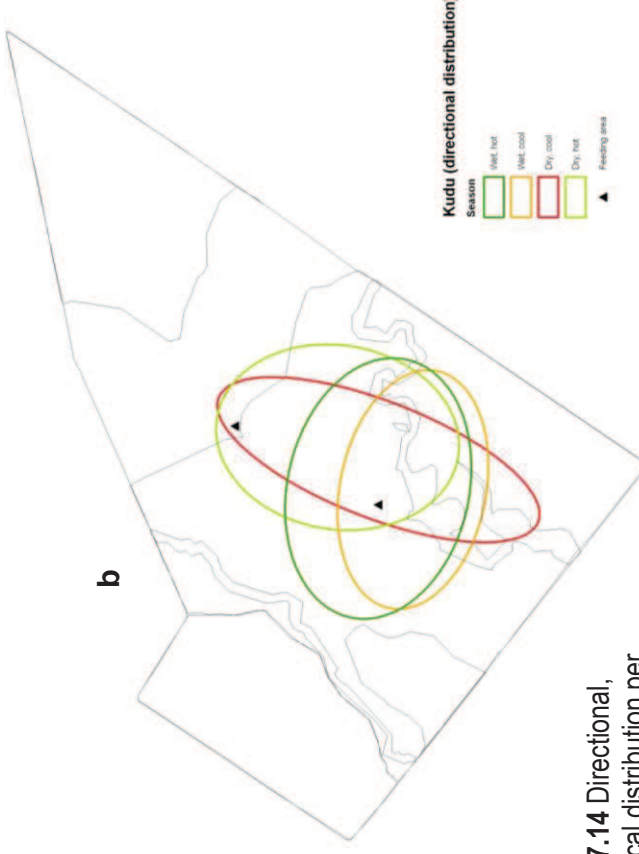 b
Kudu (directional distribution)
Season
Wet, hot
Wet, cool
Dry, cool
Dry, hot
Feeding area
7.14 Directional,
cal distribution per